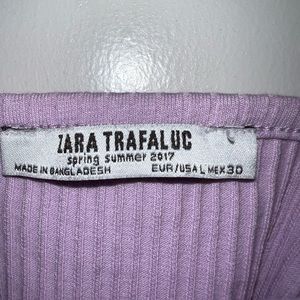 ZARA TRAFALUC
spring summer 2017
MADE IN BANGLADESH EUR/USA L MEX 30